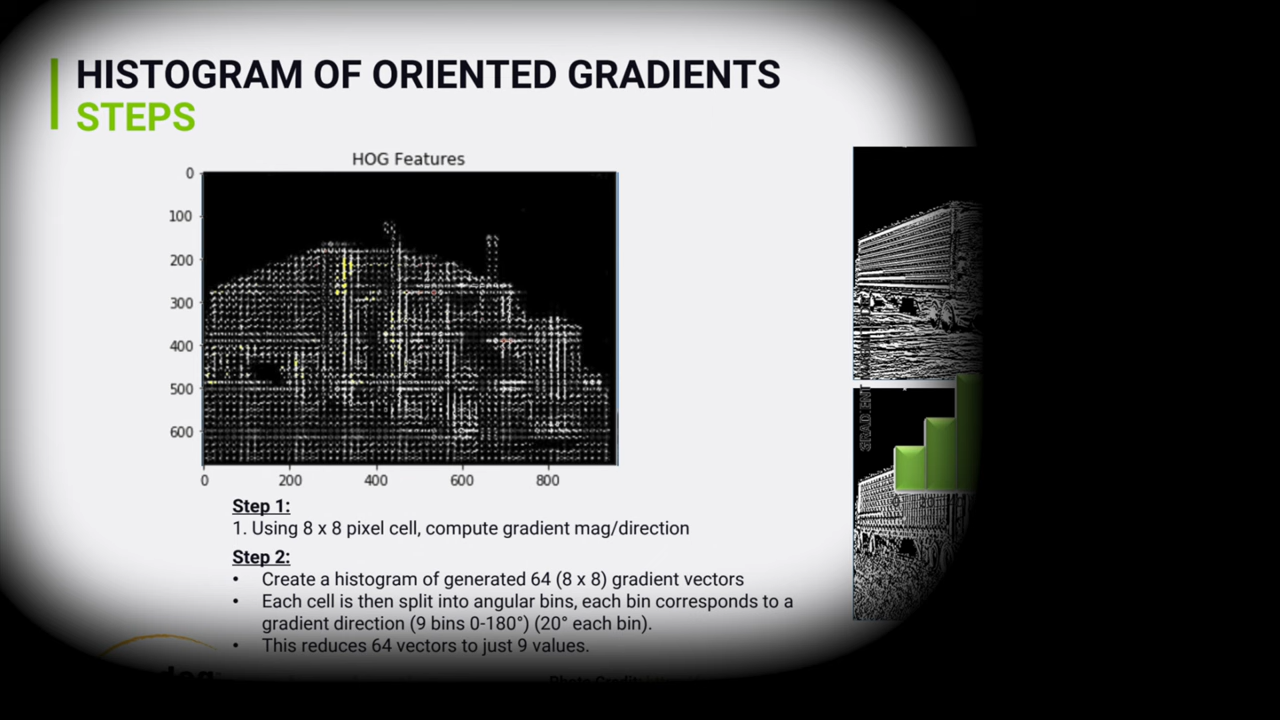 HISTOGRAM OF ORIENTED GRADIENTS
STEPS
HOG Features
0
100
200
300
400
500
600
0 200 400 600 800
GRADIENT
Step 1:
1. Using 8 x 8 pixel cell, compute gradient mag/direction
Step 2:
• Create a histogram of generated 64 (8 x 8) gradient vectors
• Each cell is then split into angular bins, each bin corresponds to a
gradient direction (9 bins 0-180°) (20° each bin).
• This reduces 64 vectors to just 9 values.